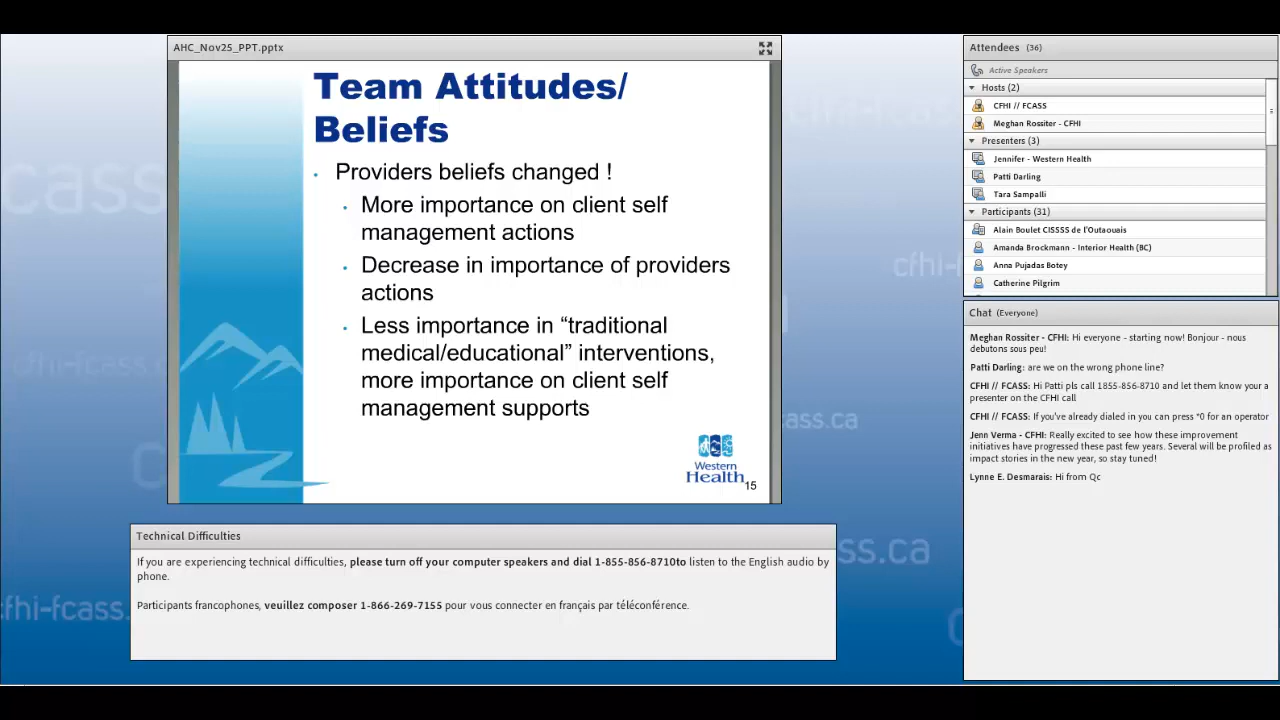 AHC_Nov25_PPT.pptx
Team Attitudes/
Beliefs
Providers beliefs changed !
More importance on client self
management actions
Decrease in importance of providers
actions
Less importance in “traditional
medical/educational” interventions,
more importance on client self
management supports
Western
Health
15
Technical Difficulties
If you are experiencing technical difficulties, please turn off your computer speakers and dial 1-855-856-8710to listen to the English audio by
phone.
Participants francophones, veuillez composer 1-866-269-7155 pour vous connecter en français par téléconférence.
Attendees (36)
Active Speakers
Hosts (2)
CFHI // FCASS
Meghan Rossiter - CFHI
Presenters (3)
Jennifer - Western Health
Patti Darling
Tara Sampalli
Participants (31)
Alain Boulet CISSSS de l'Outaouais
Amanda Brockmann - Interior Health (BC)
Anna Pujadas Botey
Catherine Pilgrim
Chat (Everyone)
Meghan Rossiter - CFHI: Hi everyone - starting now! Bonjour - nous
debutons sous peu!
Patti Darling: are we on the wrong phone line?
CFHI // FCASS: Hi Patti pls call 1855-856-8710 and let them know your a
presenter on the CFHI call
CFHI // FCASS: If you've already dialed in you can press *0 for an operator
Jenn Verma - CFHI: Really excited to see how these improvement
initiatives have progressed these past few years. Several will be profiled as
impact stories in the new year, so stay tuned!
Lynne E. Desmarais: Hi from Qc
cass
cfhi-fcass.ca
cfhi-f
cass.ca
ss.ca
cfhi-fcass.